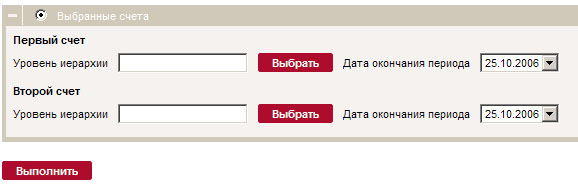 Выбранные счета
Первый счет
Уровень иерархии Выбрать Дата окончания периода 25.10.2006
Второй счет
Уровень иерархии Выбрать Дата окончания периода 25.10.2006
Выполнить